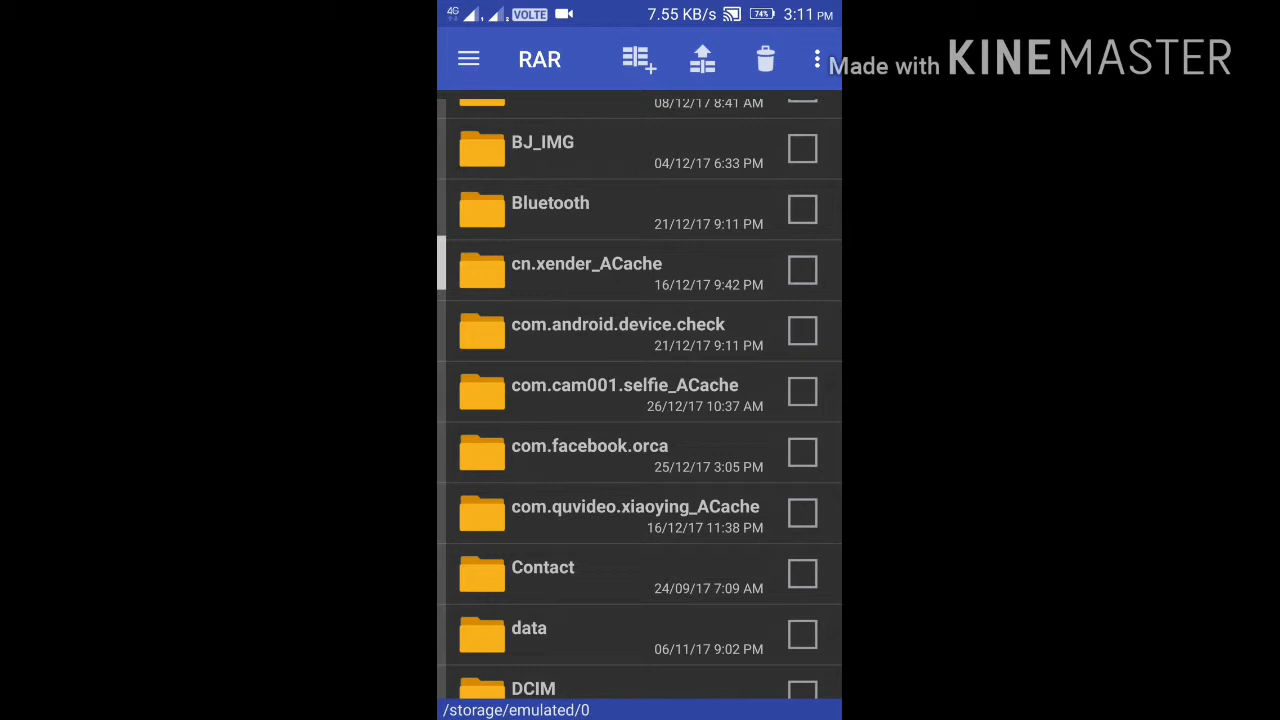 4G 1 2 VOLTE 7.55 KB/s 74% 3:11 PM
RAR
Made with KINEMASTER
08/12/17 8:41 AM
BJ_IMG
04/12/17 6:33 PM
Bluetooth
21/12/17 9:11 PM
cn.xender_ACache
16/12/17 9:42 PM
com.android.device.check
21/12/17 9:11 PM
com.cam001.selfie_ACache
26/12/17 10:37 AM
com.facebook.orca
25/12/17 3:05 PM
com.quvideo.xiaoying_ACache
16/12/17 11:38 PM
Contact
24/09/17 7:09 AM
data
06/11/17 9:02 PM
DCIM
/storage/emulated/0